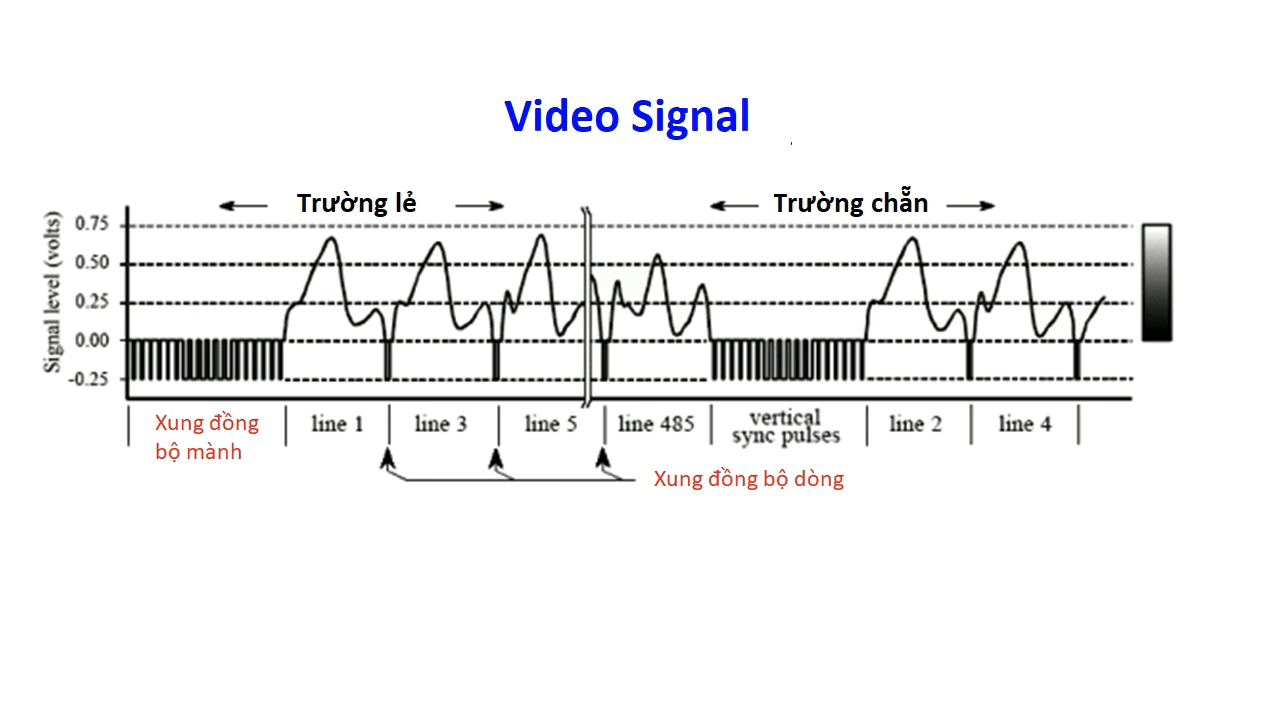 Video Signal
Trường lẻ
Trường chẵn
Signal level (volts)
0.75
0.50
0.25
0.00
-0.25
Xung đồng
bộ mành
line 1
line 3
line 5
line 485
vertical
sync pulses
line 2
line 4
Xung đồng bộ dòng